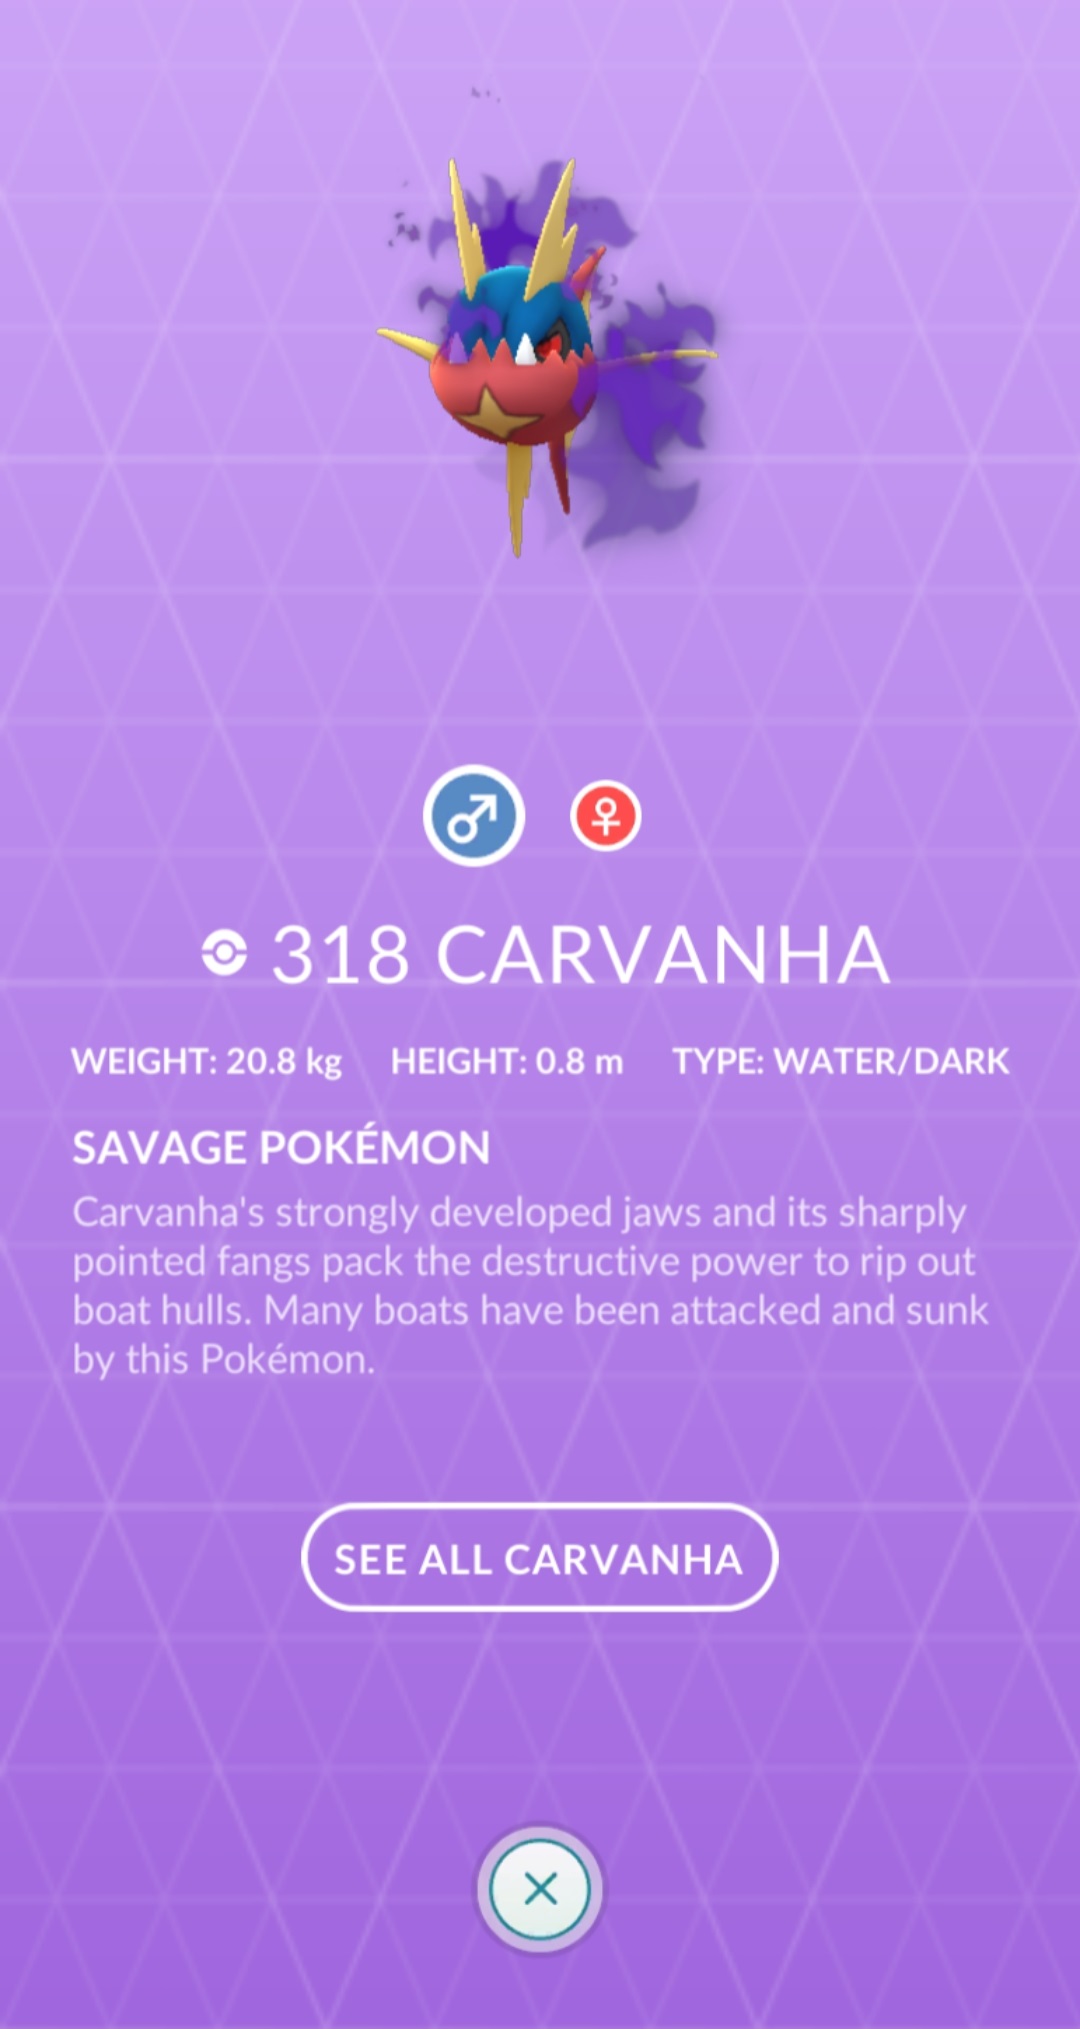 318 CARVANHA
WEIGHT: 20.8 kg HEIGHT: 0.8 m TYPE: WATER/DARK
SAVAGE POKÉMON
Carvanha's strongly developed jaws and its sharply
pointed fangs pack the destructive power to rip out
boat hulls. Many boats have been attacked and sunk
by this Pokémon.
SEE ALL CARVANHA